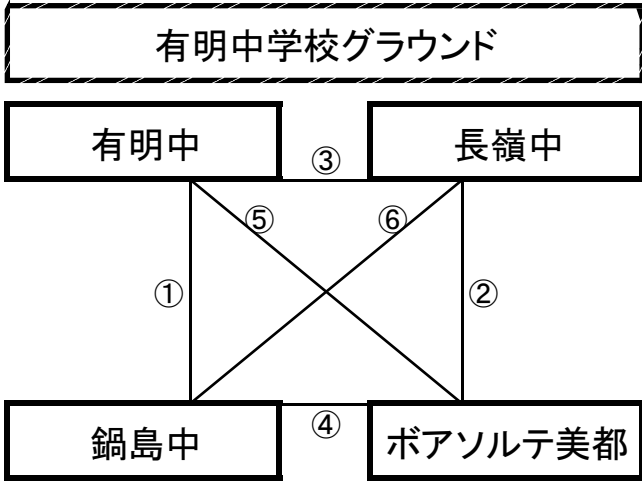 有明中学校グラウンド
有明中
長嶺中
③
⑤
⑥
①
②
④
鍋島中
ボアソルテ美都